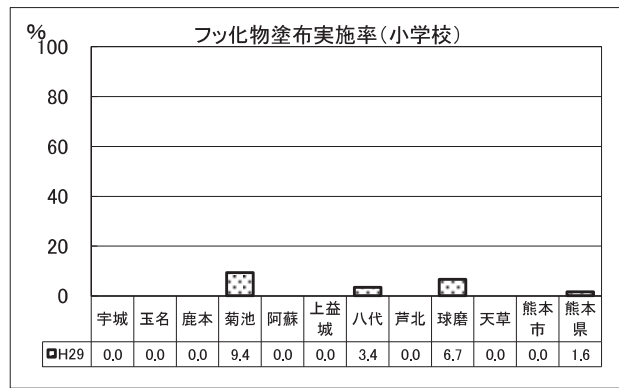 フッ化物塗布実施率(小学校)
%
100
80
60
40
20
0
宇城 玉名 鹿本 菊池 阿蘇 上益城 八代 芦北 球磨 天草 熊本市 熊本県
H29 0.0 0.0 0.0 9.4 0.0 0.0 3.4 0.0 6.7 0.0 0.0 1.6